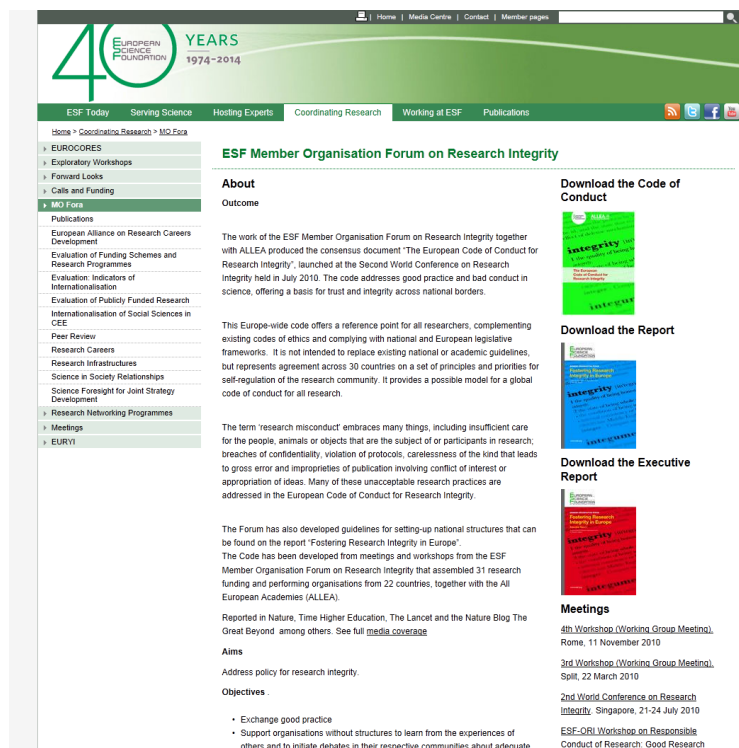 Home | Media Centre | Contact | Member pages
40
EUROPEAN
SCIENCE
FOUNDATION
YEARS
1974-2014
ESF Today Serving Science Hosting Experts Coordinating Research Working at ESF Publications
Home > Coordinating Research > MO Fora
EUROCORES
Exploratory Workshops
Forward Looks
Calls and Funding
MO Fora
Publications
European Alliance on Research Careers
Development
Evaluation of Funding Schemes and
Research Programmes
Evaluation: Indicators of
Internationalisation
Evaluation of Publicly Funded Research
Internationalisation of Social Sciences in
CEE
Peer Review
Research Careers
Research Infrastructures
Science in Society Relationships
Science Foresight for Joint Strategy
Development
Research Networking Programmes
Meetings
EURYI
ESF Member Organisation Forum on Research Integrity
About
Outcome
The work of the ESF Member Organisation Forum on Research Integrity together
with ALLEA produced the consensus document “The European Code of Conduct for
Research Integrity”, launched at the Second World Conference on Research
Integrity held in July 2010. The code addresses good practice and bad conduct in
science, offering a basis for trust and integrity across national borders.
This Europe-wide code offers a reference point for all researchers, complementing
existing codes of ethics and complying with national and European legislative
frameworks. It is not intended to replace existing national or academic guidelines,
but represents agreement across 30 countries on a set of principles and priorities for
self-regulation of the research community. It provides a possible model for a global
code of conduct for all research.
The term ‘research misconduct’ embraces many things, including insufficient care
for the people, animals or objects that are the subject of or participants in research;
breaches of confidentiality, violation of protocols, carelessness of the kind that leads
to gross error and improprieties of publication involving conflict of interest or
appropriation of ideas. Many of these unacceptable research practices are
addressed in the European Code of Conduct for Research Integrity.
The Forum has also developed guidelines for setting-up national structures that can
be found on the report “Fostering Research Integrity in Europe”.
The Code has been developed from meetings and workshops from the ESF
Member Organisation Forum on Research Integrity that assembled 31 research
funding and performing organisations from 22 countries, together with the All
European Academies (ALLEA).
Reported in Nature, Time Higher Education, The Lancet and the Nature Blog The
Great Beyond among others. See full media coverage
Aims
Address policy for research integrity.
Objectives .
• Exchange good practice
• Support organisations without structures to learn from the experiences of
others and to initiate debates in their respective communities about adequate
Download the Code of
Conduct
integrity
The European
Code of Conduct for
Research Integrity
Download the Report
Fostering Research
Integrity in Europe
integrity
Download the Executive
Report
Fostering Research
Integrity in Europe
integrity
Meetings
4th Workshop (Working Group Meeting).
Rome, 11 November 2010
3rd Workshop (Working Group Meeting).
Split, 22 March 2010
2nd World Conference on Research
Integrity. Singapore, 21-24 July 2010
ESF-ORI Workshop on Responsible
Conduct of Research: Good Research